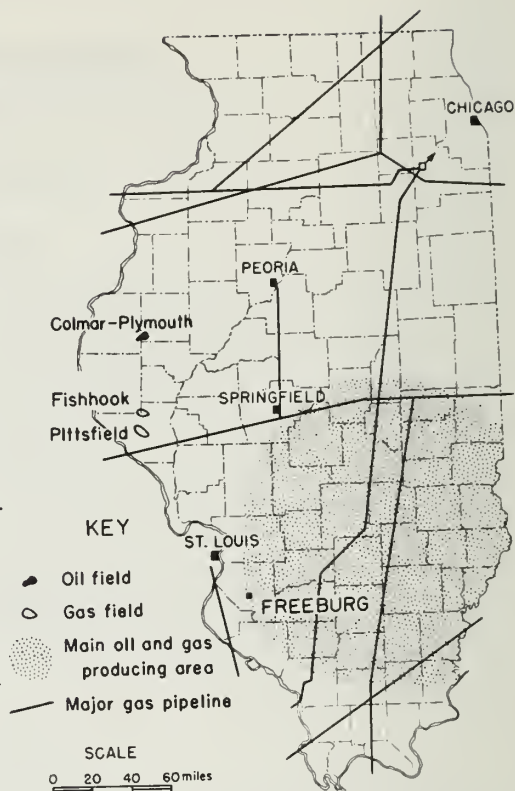 CHICAGO
PEORIA
Colmar-Plymouth
Fishhook
Pittsfield
SPRINGFIELD
KEY
ST. LOUIS
FREEBURG
Oil field
Gas field
Main oil and gas
producing area
Major gas pipeline
SCALE
0 20 40 60 miles